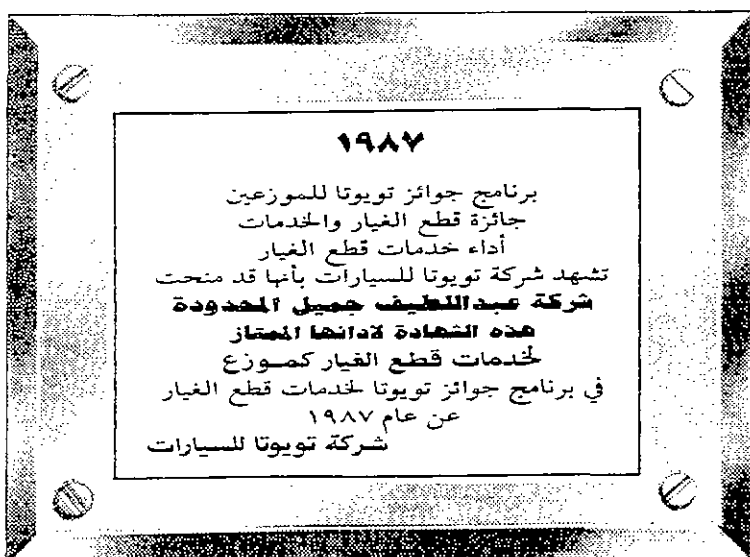 ١٩٨٧
برنامج جوائز تويوتا للموزعين
جائزة قطع الغيار والخدمات
أداء خدمات قطع الغيار
تشهد شركة تويوتا للسيارات بأنها قد منحت
شركة عبداللطيف جميل المحدودة
هذه الشهادة لادائها الممتاز
لخدمات قطع الغيار كمـوزع
في برنامج جوائز تويوتا لخدمات قطع الغيار
عن عام ١٩٨٧
شركة تويوتا للسيارات